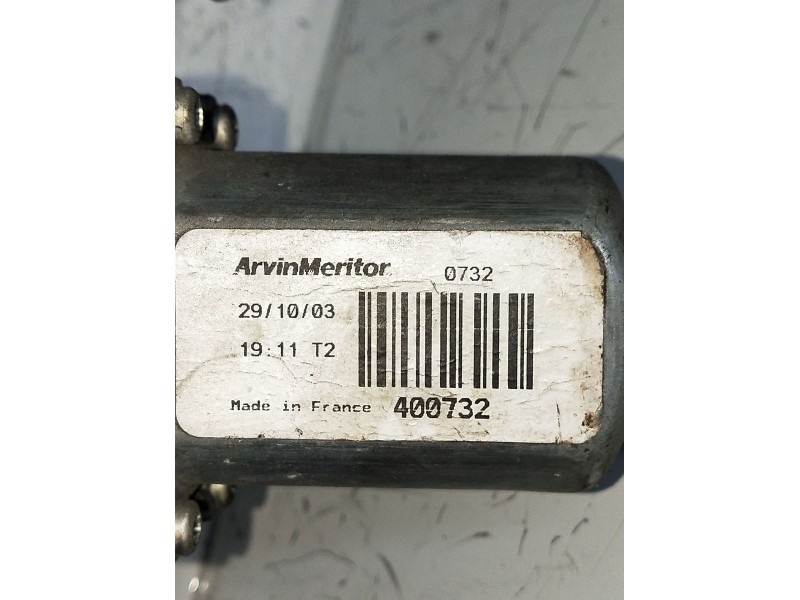 ArvinMeritor 0732
29/10/03
19:11 T2
Made in France 400732